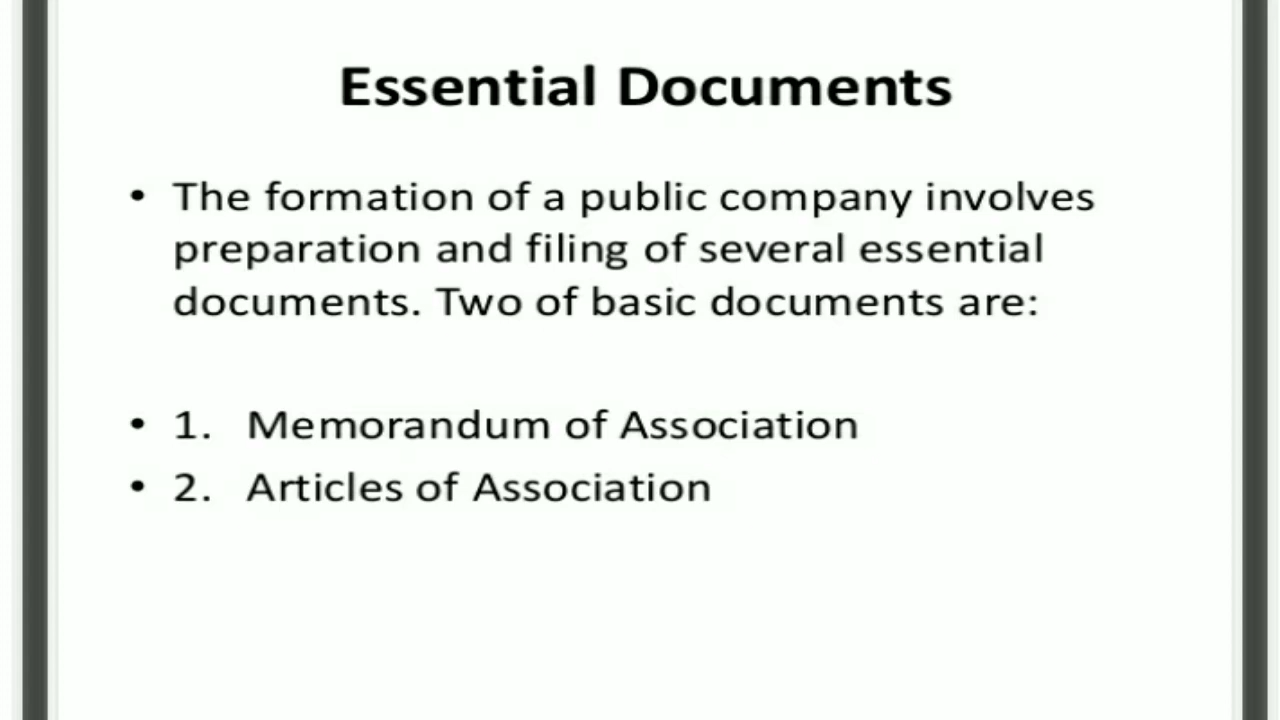 Essential Documents
• The formation of a public company involves
preparation and filing of several essential
documents. Two of basic documents are:
• 1. Memorandum of Association
• 2. Articles of Association